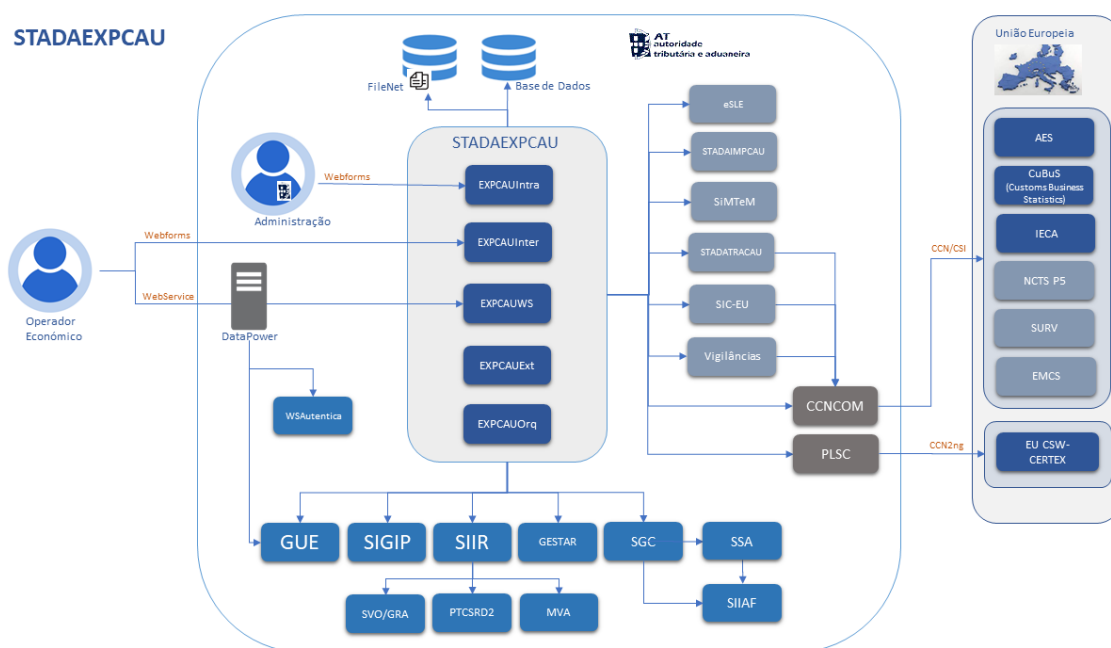 STADAEXPCAU
AT
autoridade
tributária e aduaneira
União Europeia
FileNet
Base de Dados
STADAEXPCAU
EXPCAUIntra
EXPCAUInter
EXPCAUWS
EXPCAUExt
EXPCAUOrq
Webforms
Administração
Webforms
WebService
Operador
Económico
DataPower
WSAutentica
eSLE
STADAIMPCAU
SiMTeM
STADATRACAU
SIC-EU
Vigilâncias
CCNCOM
PLSC
CCN/CSI
CCN2ng
AES
CuBuS
(Customs Business
Statistics)
IECA
NCTS P5
SURV
EMCS
EU CSW-
CERTEX
GUE
SIGIP
SIIR
GESTAR
SGC
SSA
SVO/GRA
PTCSRD2
MVA
SIIAF